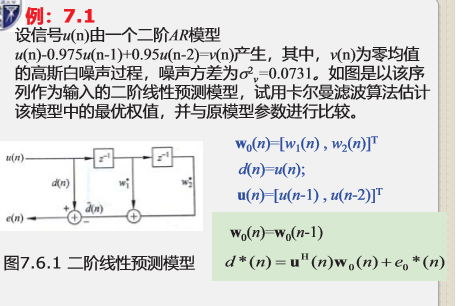 例：7.1
设信号u(n)由一个二阶AR模型
u(n)-0.975u(n-1)+0.95u(n-2)=v(n)产生，其中，v(n)为零均值
的高斯白噪声过程，噪声方差为σ²ᵥ=0.0731。如图是以该序
列作为输入的二阶线性预测模型，试用卡尔曼滤波算法估计
该模型中的最优权值，并与原模型参数进行比较。
u(n)
z⁻¹
z⁻¹
d(n)
w₁*
w₂*
+
d̂(n)
e(n)
+
−
+
图7.6.1 二阶线性预测模型
w₀(n)=[w₁(n) , w₂(n)]ᵀ
d(n)=u(n);
u(n)=[u(n-1) , u(n-2)]ᵀ
w₀(n)=w₀(n-1)
d*(n) = uᴴ(n)w₀(n)+e₀*(n)